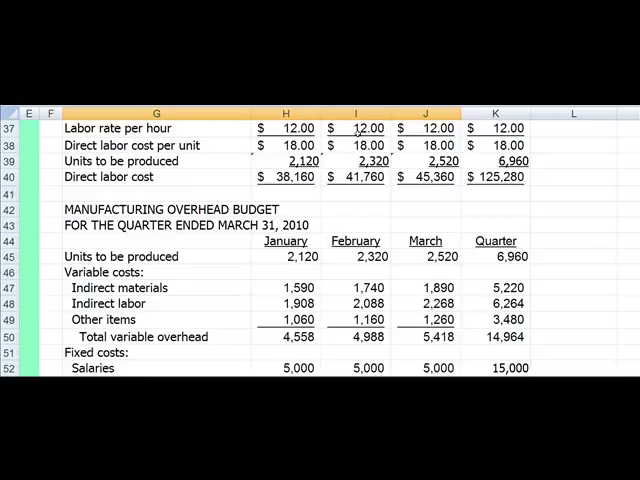 E F G H I J K L
37 Labor rate per hour $ 12.00 $ 12.00 $ 12.00 $ 12.00
38 Direct labor cost per unit $ 18.00 $ 18.00 $ 18.00 $ 18.00
39 Units to be produced 2,120 2,320 2,520 6,960
40 Direct labor cost $ 38,160 $ 41,760 $ 45,360 $ 125,280
41
42 MANUFACTURING OVERHEAD BUDGET
43 FOR THE QUARTER ENDED MARCH 31, 2010
44 January February March Quarter
45 Units to be produced 2,120 2,320 2,520 6,960
46 Variable costs:
47 Indirect materials 1,590 1,740 1,890 5,220
48 Indirect labor 1,908 2,088 2,268 6,264
49 Other items 1,060 1,160 1,260 3,480
50 Total variable overhead 4,558 4,988 5,418 14,964
51 Fixed costs:
52 Salaries 5,000 5,000 5,000 15,000